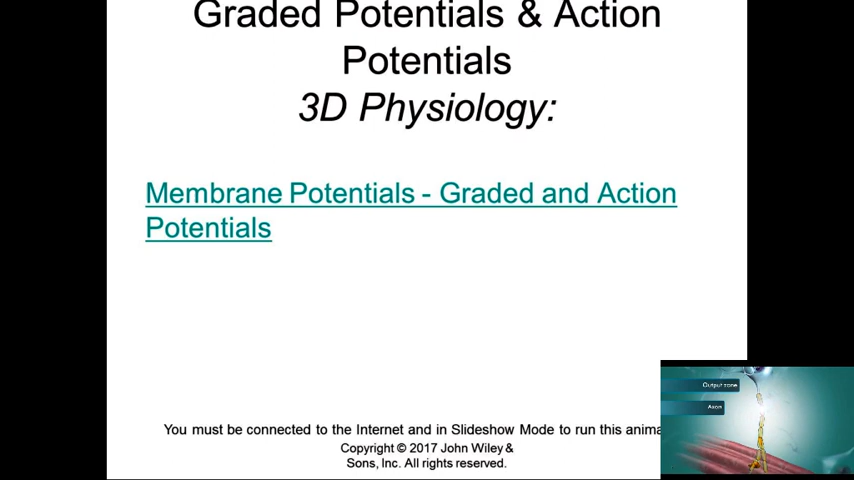 Graded Potentials & Action
Potentials
3D Physiology:
Membrane Potentials - Graded and Action
Potentials
Output zone
Axon
You must be connected to the Internet and in Slideshow Mode to run this anima
Copyright © 2017 John Wiley &
Sons, Inc. All rights reserved.